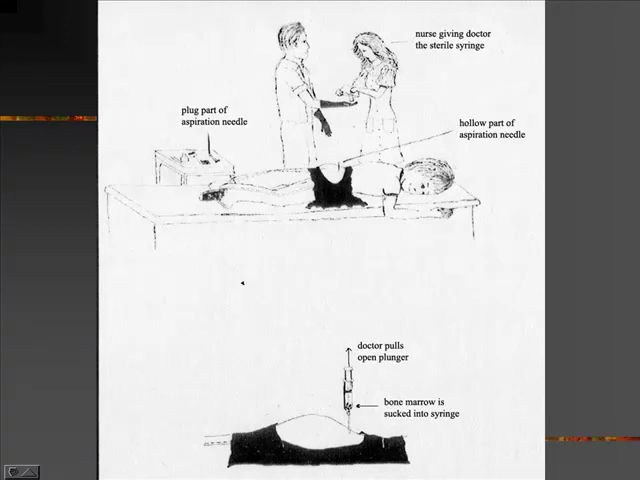 nurse giving doctor
the sterile syringe
plug part of
aspiration needle
hollow part of
aspiration needle
doctor pulls
open plunger
bone marrow is
sucked into syringe